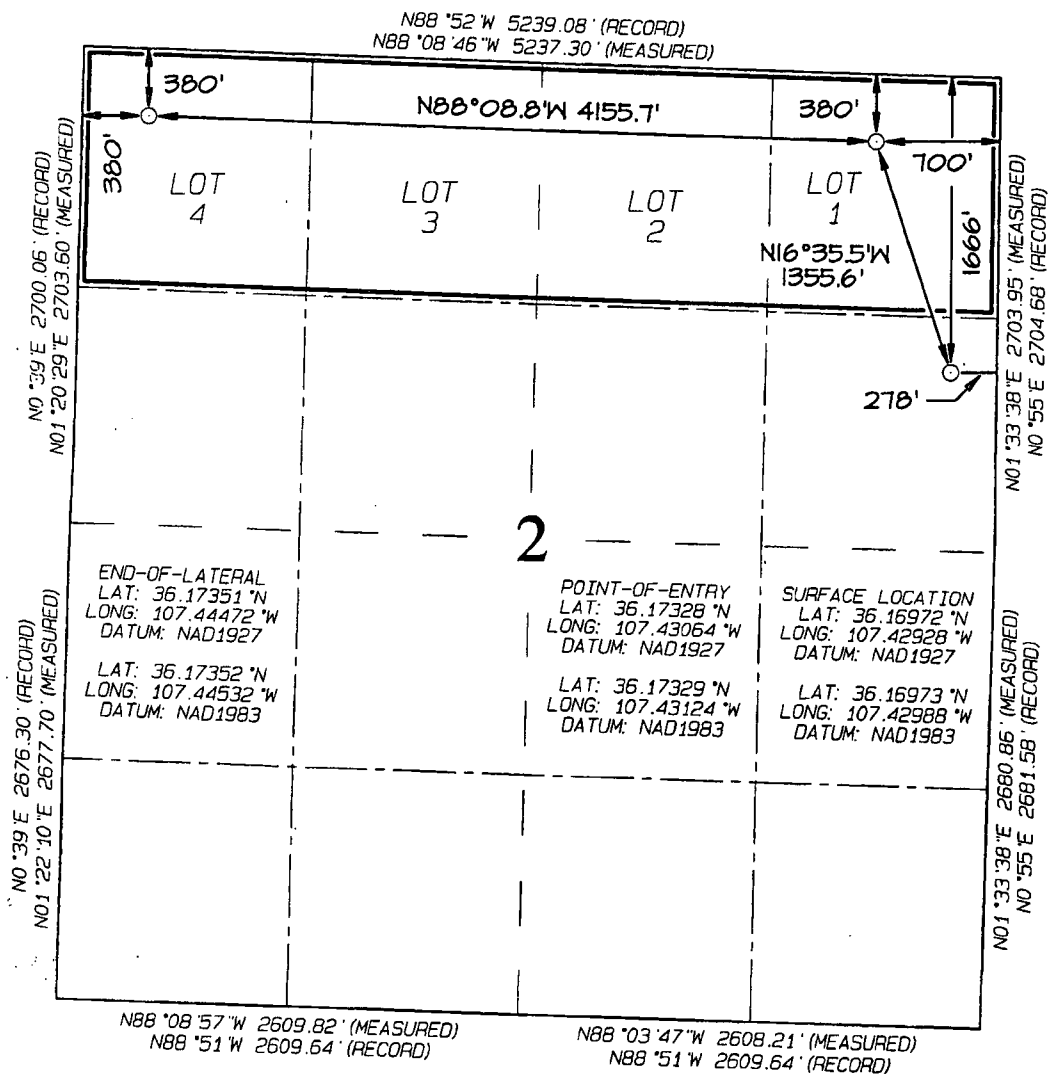 N88°52'W 5239.08' (RECORD)
N88°08'46"W 5237.30' (MEASURED)
380'
N88°08.8'W 4155.7'
380'
380'
700'
LOT
4
LOT
3
LOT
2
LOT
1
N16°35.5'W
1355.6'
1666'
278'
N0°39'E 2700.06' (RECORD)
N01°20'29"E 2703.60' (MEASURED)
N01°33'38"E 2703.95' (MEASURED)
N0°55'E 2704.68' (RECORD)
2
END-OF-LATERAL
LAT: 36.17351°N
LONG: 107.44472°W
DATUM: NAD1927
LAT: 36.17352°N
LONG: 107.44532°W
DATUM: NAD1983
POINT-OF-ENTRY
LAT: 36.17328°N
LONG: 107.43064°W
DATUM: NAD1927
LAT: 36.17329°N
LONG: 107.43124°W
DATUM: NAD1983
SURFACE LOCATION
LAT: 36.16972°N
LONG: 107.42928°W
DATUM: NAD1927
LAT: 36.16973°N
LONG: 107.42988°W
DATUM: NAD1983
N0°39'E 2676.30' (RECORD)
N01°22'10"E 2677.70' (MEASURED)
N01°33'38"E 2680.86' (MEASURED)
N0°55'E 2681.58' (RECORD)
N88°08'57"W 2609.82' (MEASURED)
N88°51'W 2609.64' (RECORD)
N88°03'47"W 2608.21' (MEASURED)
N88°51'W 2609.64' (RECORD)